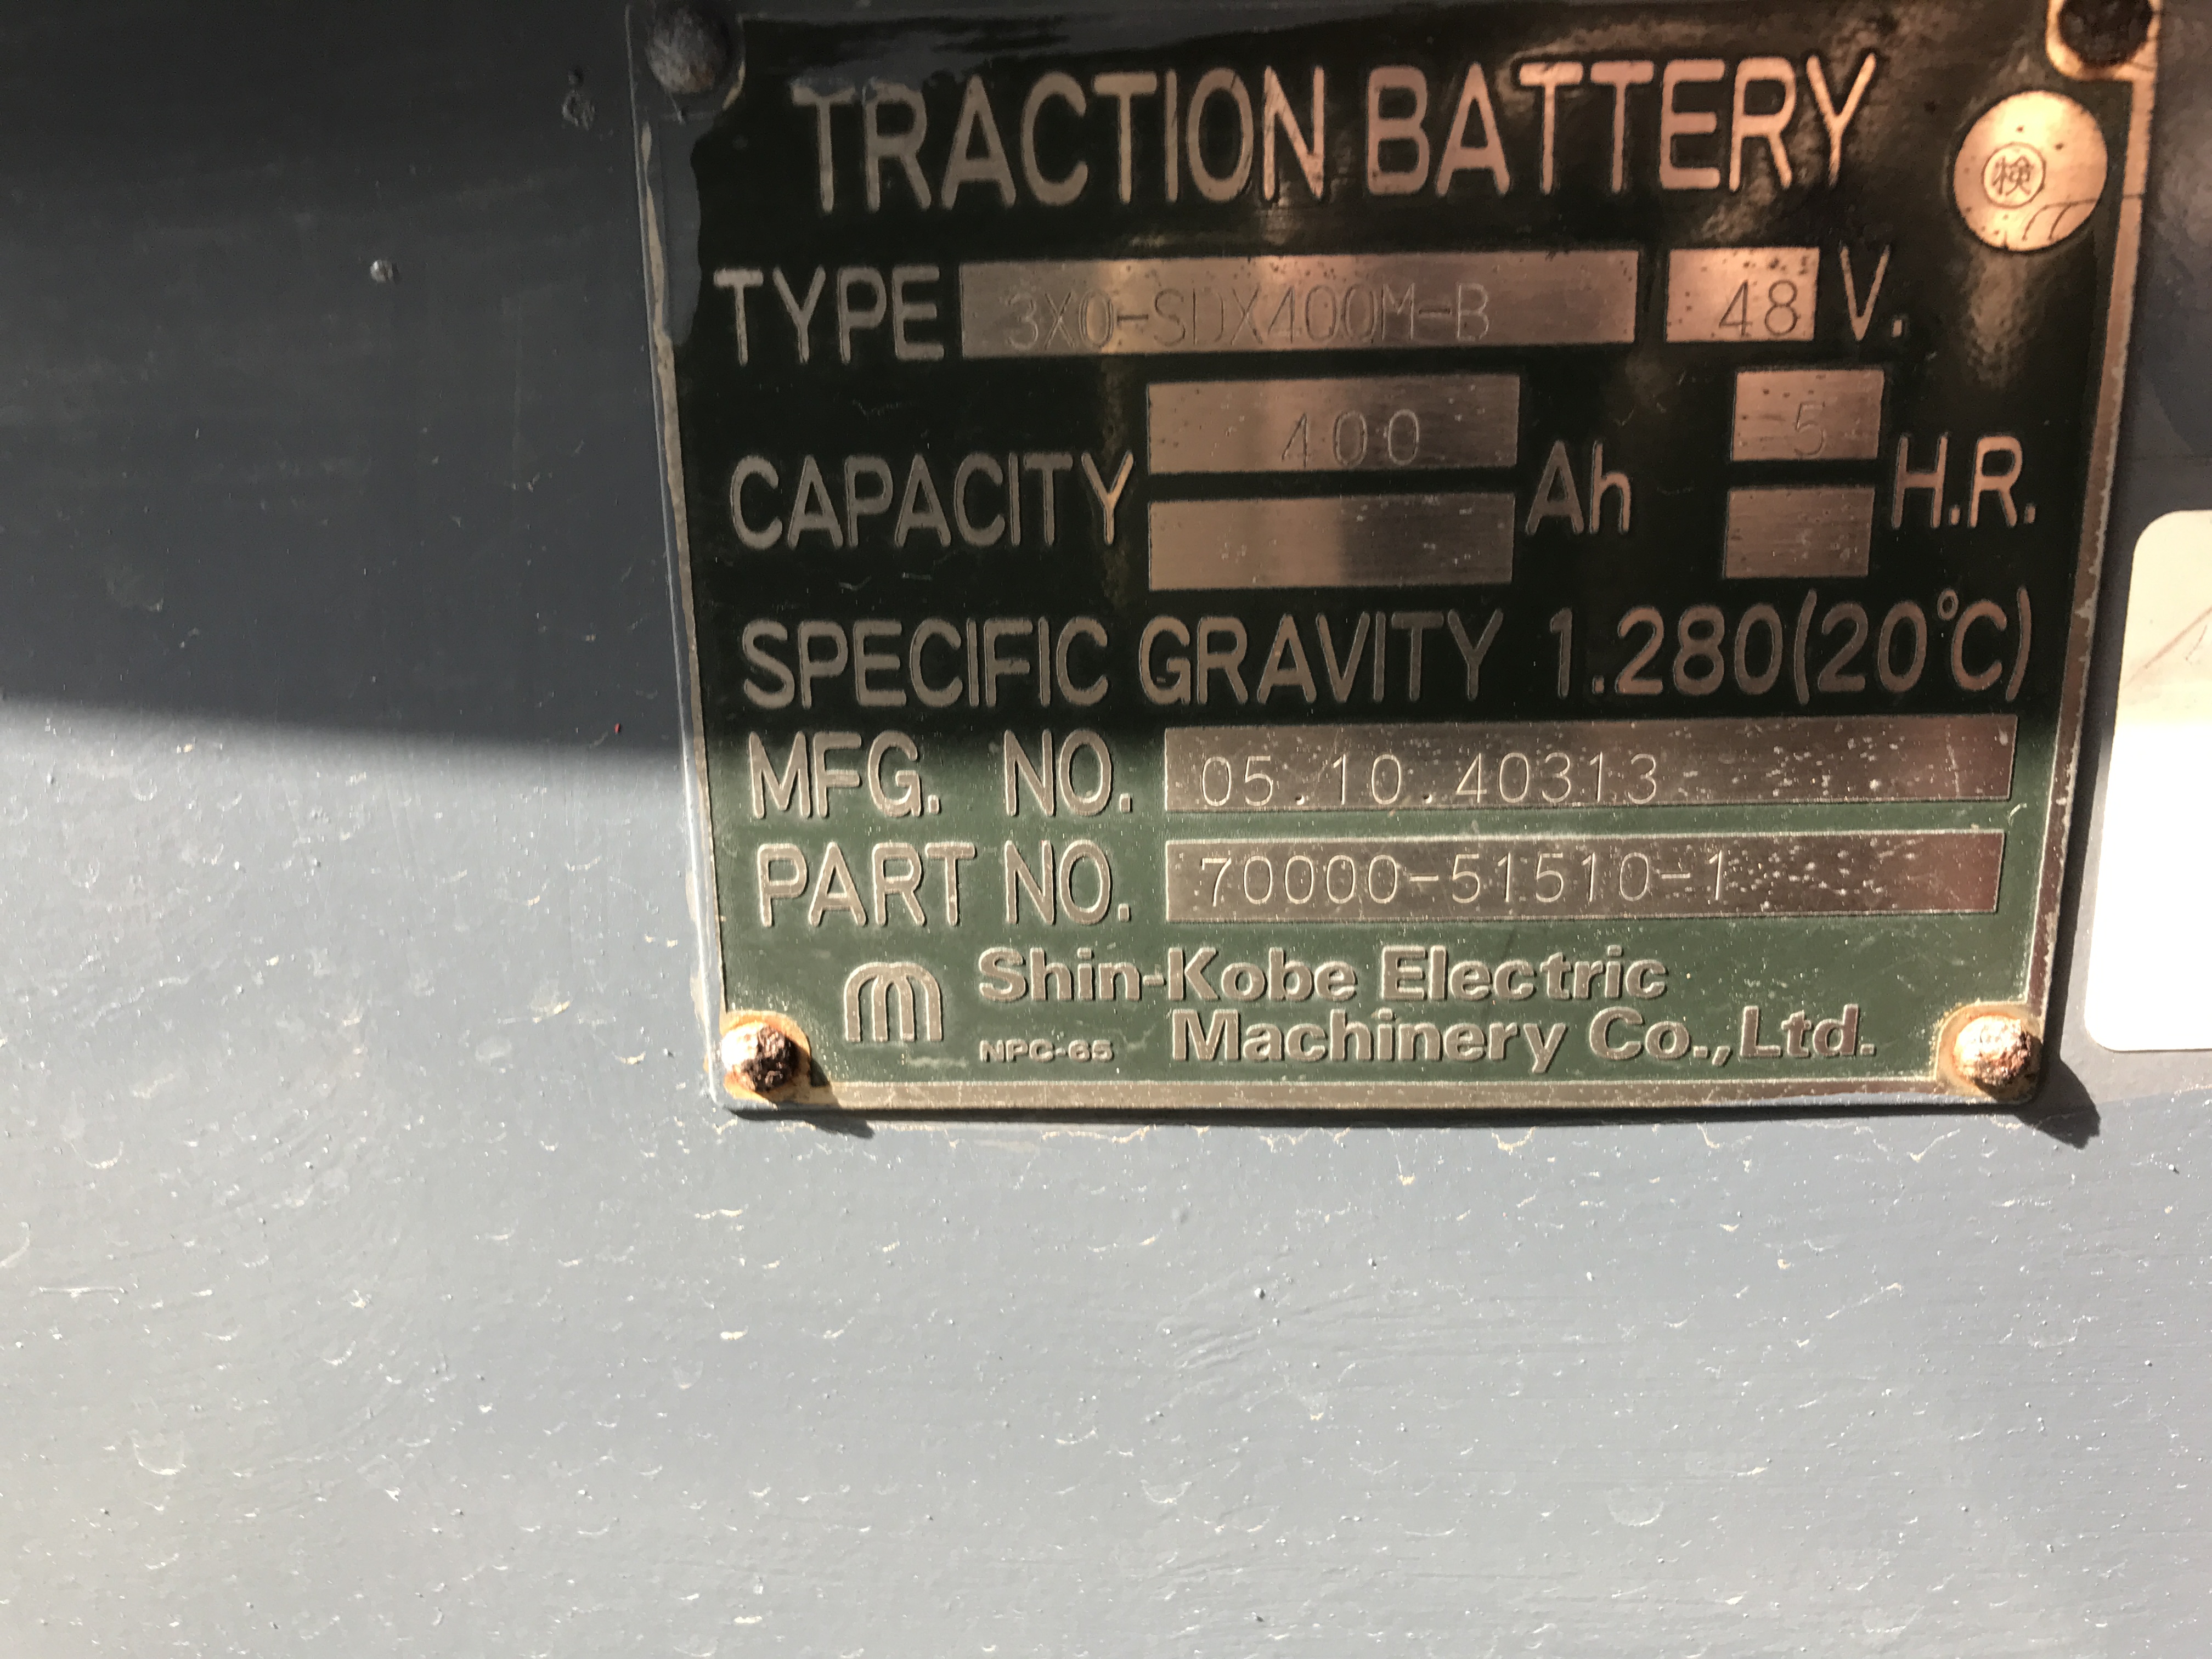 TRACTION BATTERY
検
TYPE 3X0-SDX400M-B 48 V.
CAPACITY 400 Ah 5 H.R.
SPECIFIC GRAVITY 1.280(20°C)
MFG. NO. 05.10.40313
PART NO. 70000-51510-1
Shin-Kobe Electric
NPC-65 Machinery Co.,Ltd.